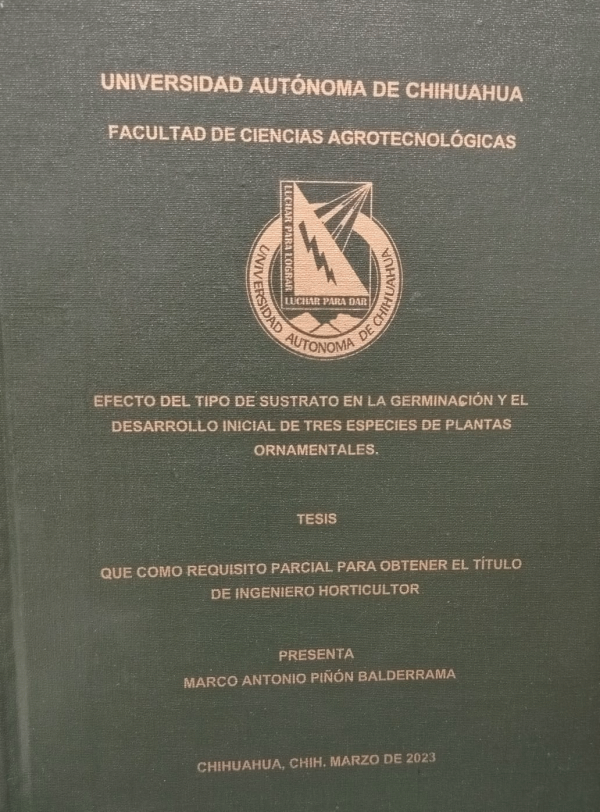 UNIVERSIDAD AUTÓNOMA DE CHIHUAHUA
FACULTAD DE CIENCIAS AGROTECNOLÓGICAS
LUCHAR PARA LOGRAR
LUCHAR PARA DAR
UNIVERSIDAD AUTONOMA DE CHIHUAHUA
EFECTO DEL TIPO DE SUSTRATO EN LA GERMINACIÓN Y EL
DESARROLLO INICIAL DE TRES ESPECIES DE PLANTAS
ORNAMENTALES.
TESIS
QUE COMO REQUISITO PARCIAL PARA OBTENER EL TÍTULO
DE INGENIERO HORTICULTOR
PRESENTA
MARCO ANTONIO PIÑÓN BALDERRAMA
CHIHUAHUA, CHIH. MARZO DE 2023